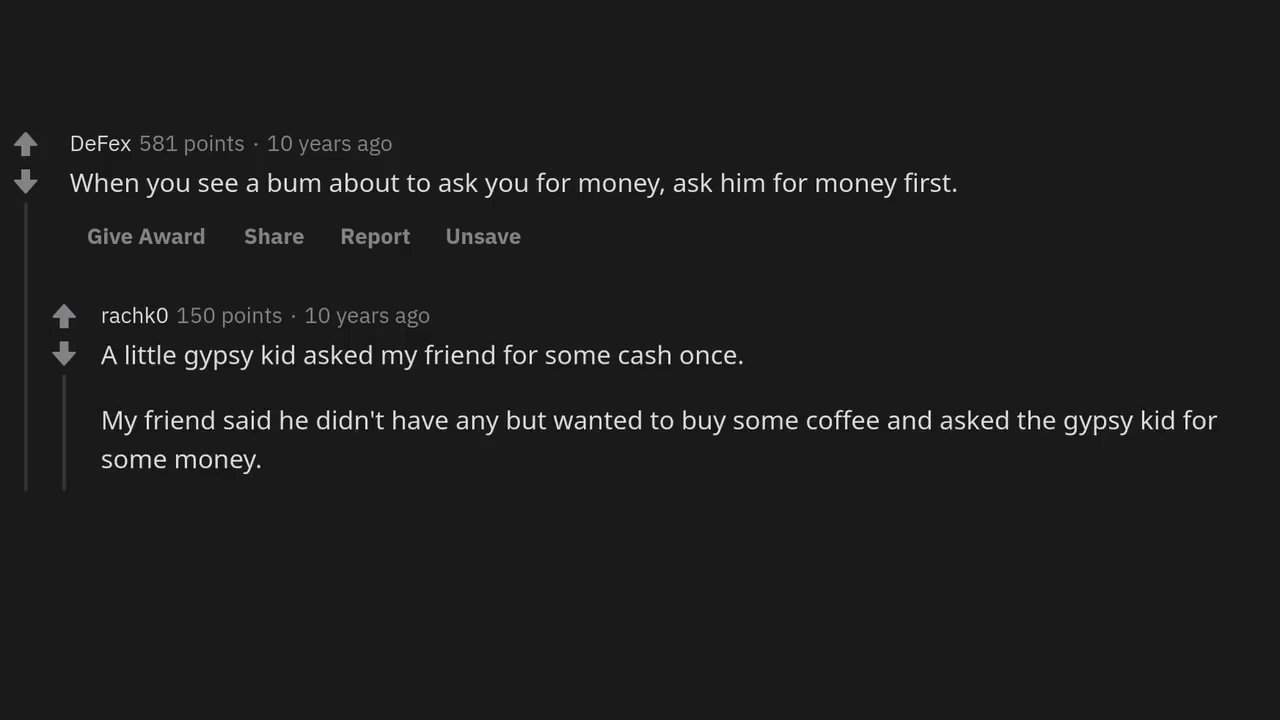 DeFex 581 points · 10 years ago
When you see a bum about to ask you for money, ask him for money first.
Give Award Share Report Unsave
rachk0 150 points · 10 years ago
A little gypsy kid asked my friend for some cash once.
My friend said he didn't have any but wanted to buy some coffee and asked the gypsy kid for
some money.